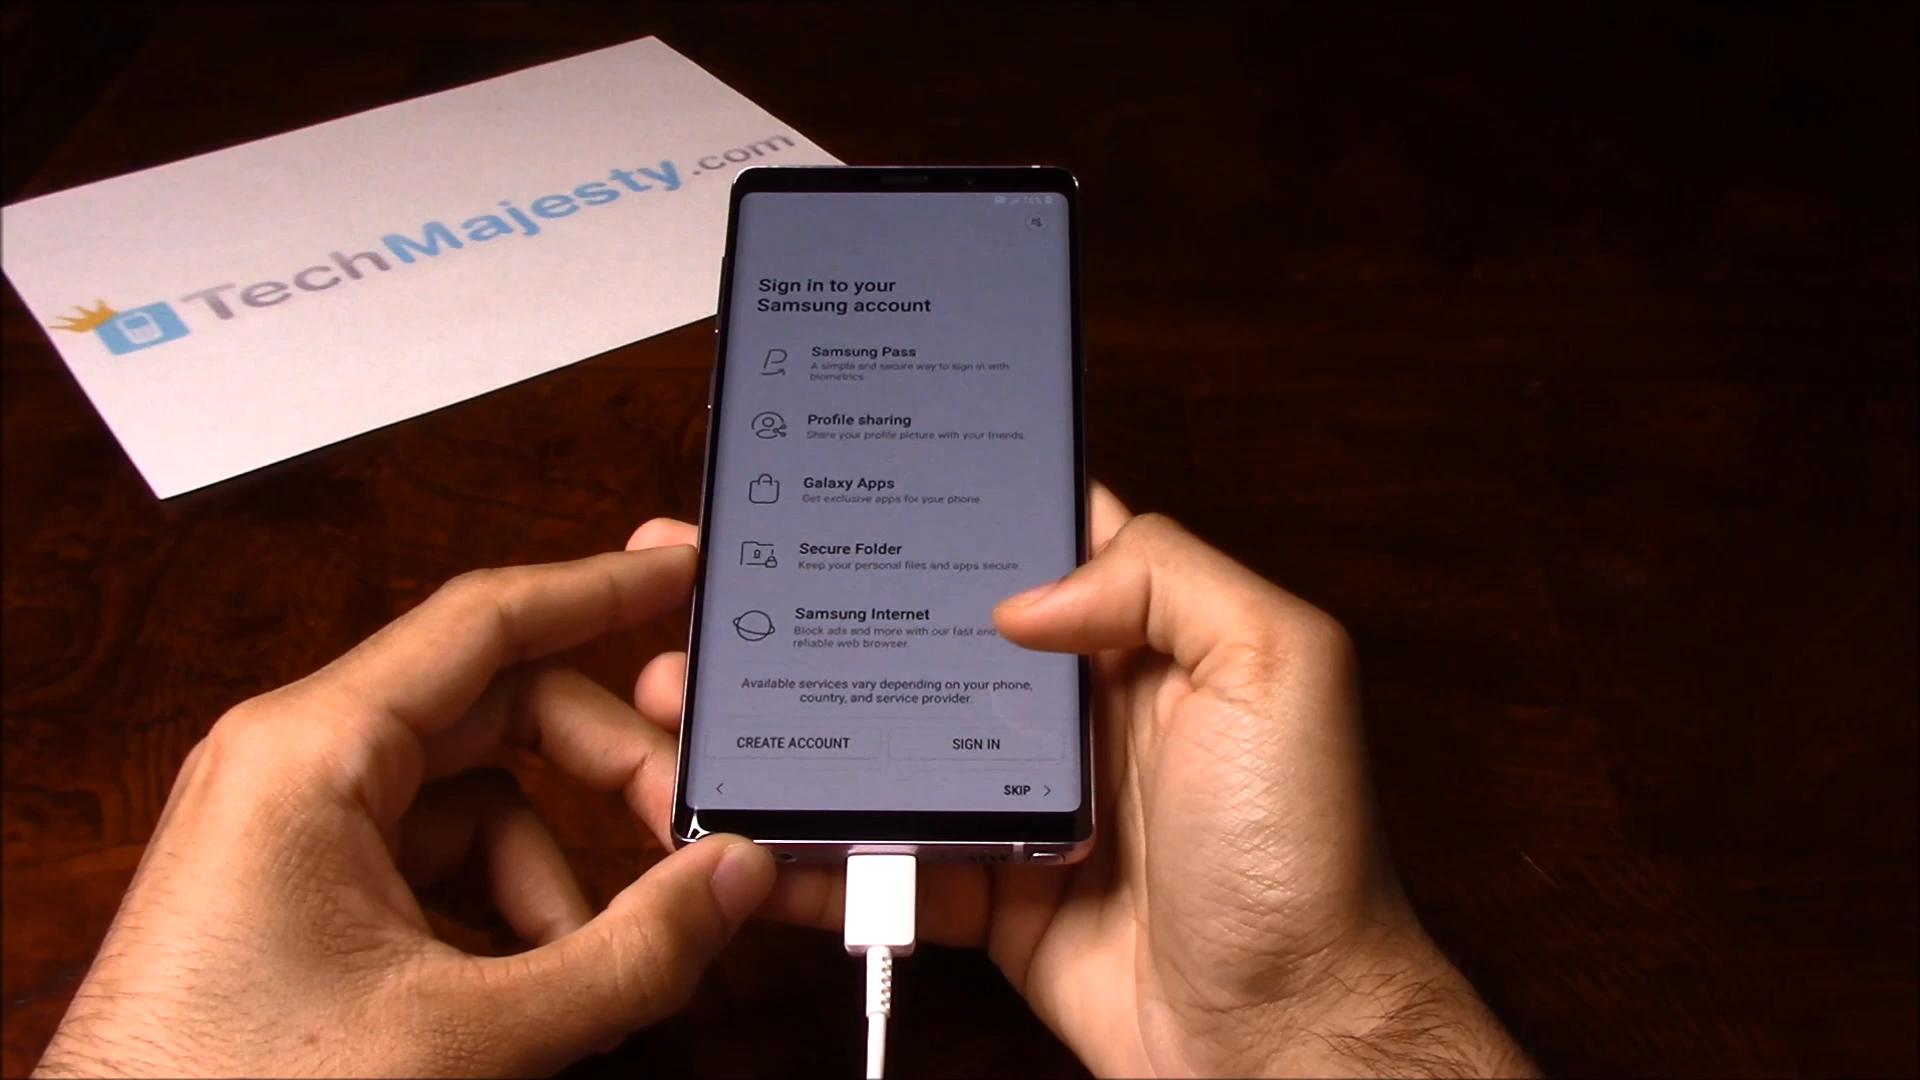 TechMajesty.com
Sign in to your
Samsung account
Samsung Pass
A simple and secure way to sign in with
biometrics.
Profile sharing
Share your profile picture with your friends.
Galaxy Apps
Get exclusive apps for your phone.
Secure Folder
Keep your personal files and apps secure.
Samsung Internet
Block ads and more with our fast and
reliable web browser.
Available services vary depending on your phone,
country, and service provider.
CREATE ACCOUNT SIGN IN
< SKIP >